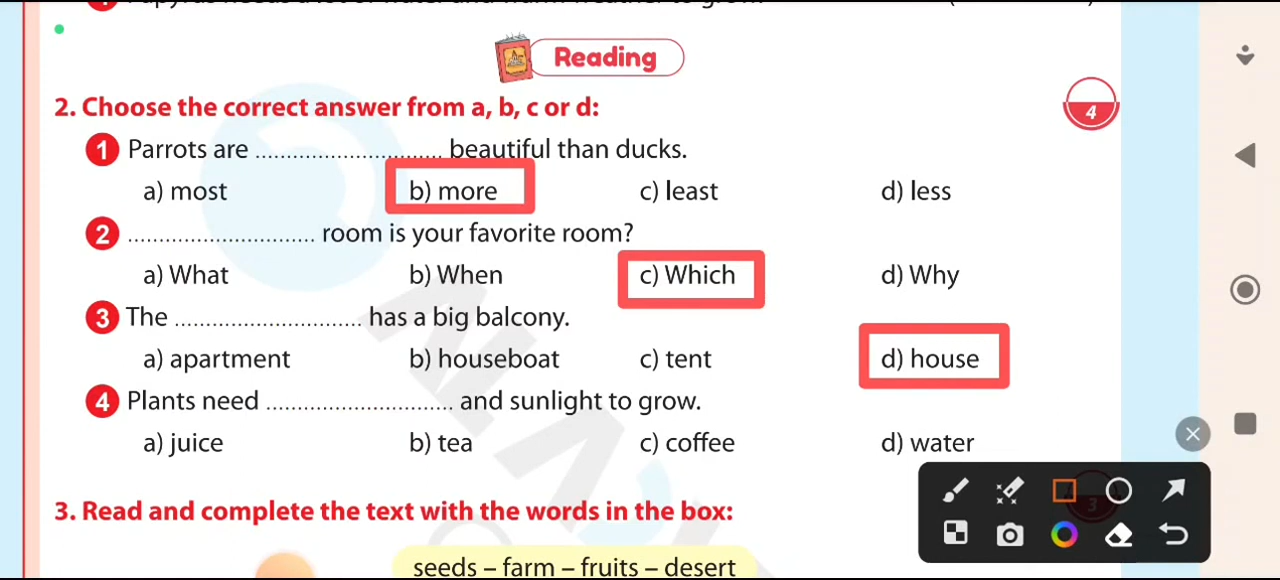 Reading
2. Choose the correct answer from a, b, c or d:
4
1 Parrots are .............................. beautiful than ducks.
a) most b) more c) least d) less
2 .............................. room is your favorite room?
a) What b) When c) Which d) Why
3 The .............................. has a big balcony.
a) apartment b) houseboat c) tent d) house
4 Plants need .............................. and sunlight to grow.
a) juice b) tea c) coffee d) water
3. Read and complete the text with the words in the box:
3
seeds – farm – fruits – desert